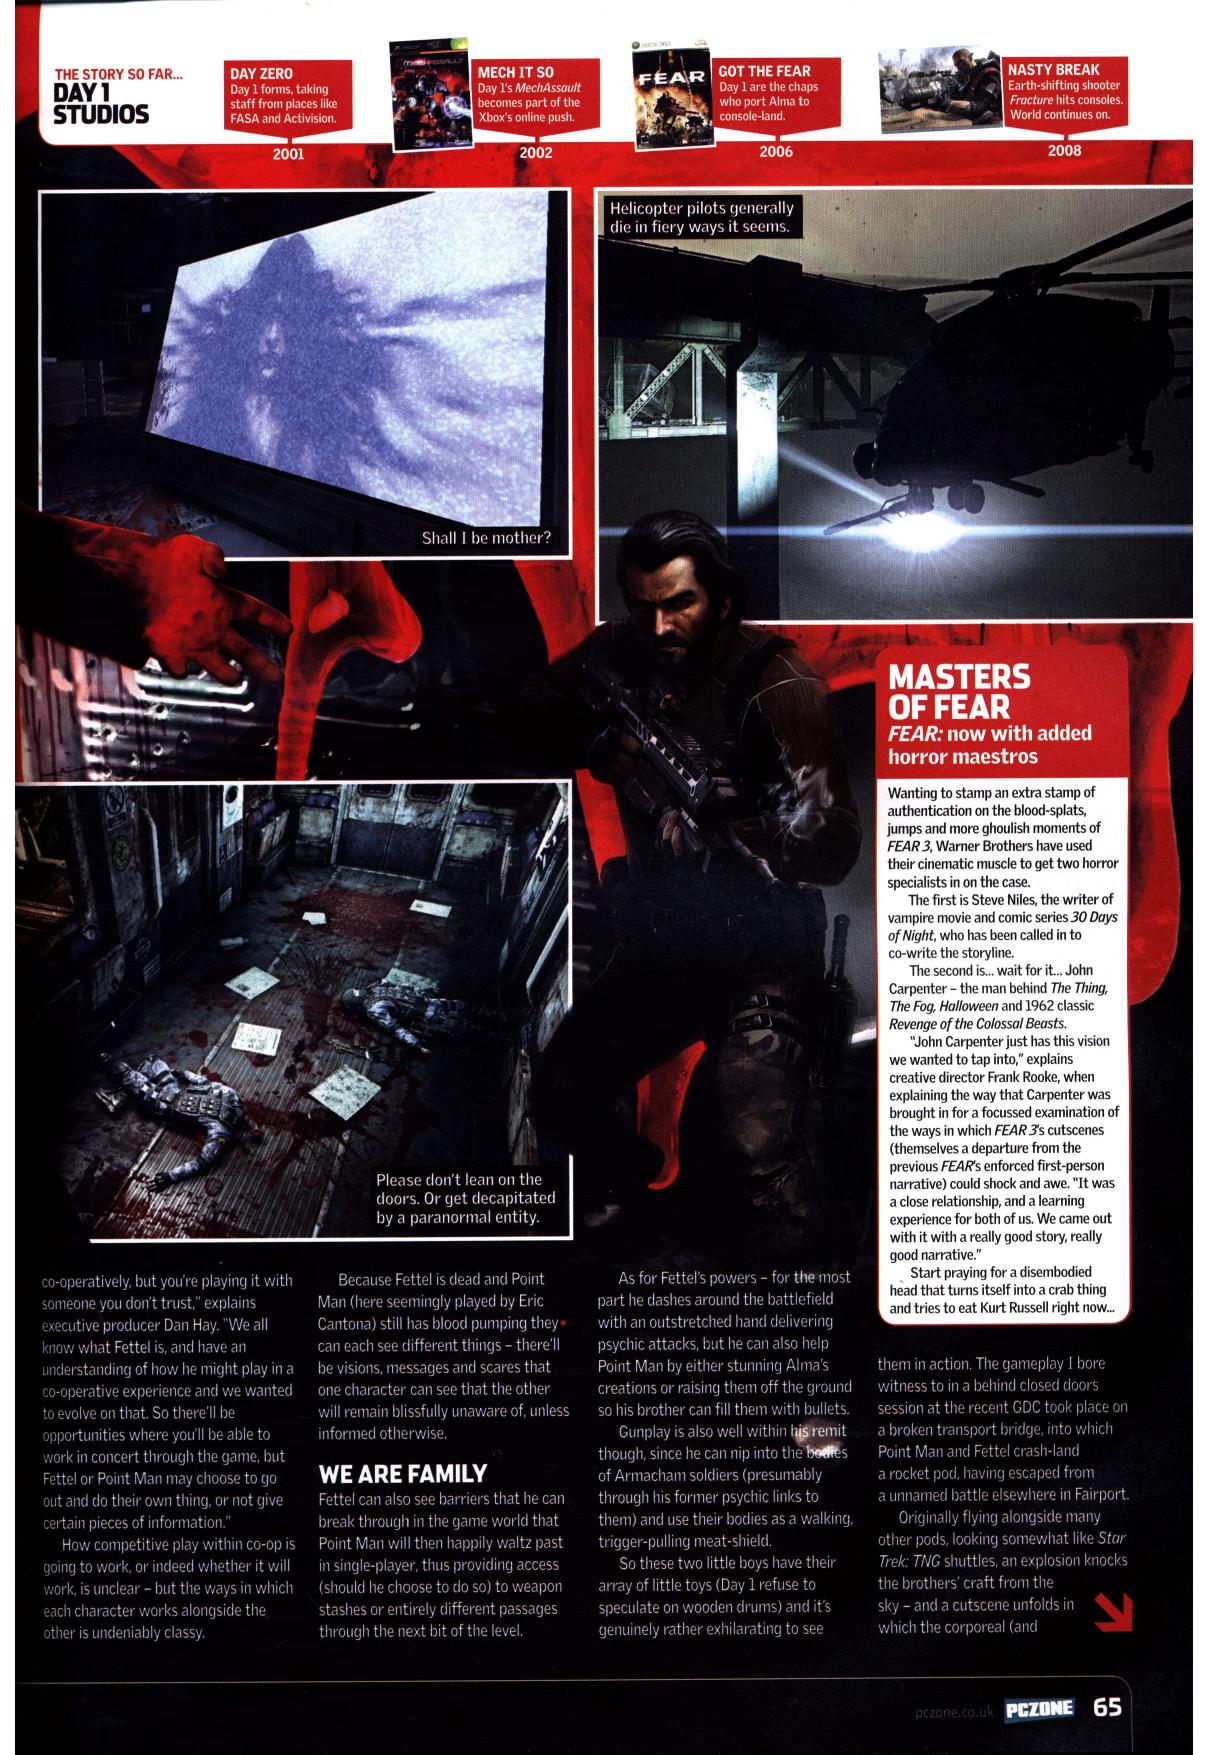 THE STORY SO FAR...
DAY 1
STUDIOS
DAY ZERO
Day 1 forms, taking
staff from places like
FASA and Activision.
2001
MECH IT SO
Day 1's MechAssault
becomes part of the
Xbox's online push.
2002
FEAR
GOT THE FEAR
Day 1 are the chaps
who port Alma to
console-land.
2006
NASTY BREAK
Earth-shifting shooter
Fracture hits consoles.
World continues on.
2008
Shall I be mother?
Helicopter pilots generally
die in fiery ways it seems.
Please don't lean on the
doors. Or get decapitated
by a paranormal entity.
MASTERS
OF FEAR
FEAR: now with added
horror maestros
Wanting to stamp an extra stamp of
authentication on the blood-splats,
jumps and more ghoulish moments of
FEAR 3, Warner Brothers have used
their cinematic muscle to get two horror
specialists in on the case.
The first is Steve Niles, the writer of
vampire movie and comic series 30 Days
of Night, who has been called in to
co-write the storyline.
The second is... wait for it... John
Carpenter – the man behind The Thing,
The Fog, Halloween and 1962 classic
Revenge of the Colossal Beasts.
"John Carpenter just has this vision
we wanted to tap into," explains
creative director Frank Rooke, when
explaining the way that Carpenter was
brought in for a focussed examination of
the ways in which FEAR 3's cutscenes
(themselves a departure from the
previous FEAR's enforced first-person
narrative) could shock and awe. "It was
a close relationship, and a learning
experience for both of us. We came out
with it with a really good story, really
good narrative."
Start praying for a disembodied
head that turns itself into a crab thing
and tries to eat Kurt Russell right now...
co-operatively, but you're playing it with
someone you don't trust," explains
executive producer Dan Hay. "We all
know what Fettel is, and have an
understanding of how he might play in a
co-operative experience and we wanted
to evolve on that. So there'll be
opportunities where you'll be able to
work in concert through the game, but
Fettel or Point Man may choose to go
out and do their own thing, or not give
certain pieces of information."
How competitive play within co-op is
going to work, or indeed whether it will
work, is unclear – but the ways in which
each character works alongside the
other is undeniably classy.
Because Fettel is dead and Point
Man (here seemingly played by Eric
Cantona) still has blood pumping they
can each see different things – there'll
be visions, messages and scares that
one character can see that the other
will remain blissfully unaware of, unless
informed otherwise.
WE ARE FAMILY
Fettel can also see barriers that he can
break through in the game world that
Point Man will then happily waltz past
in single-player, thus providing access
(should he choose to do so) to weapon
stashes or entirely different passages
through the next bit of the level.
As for Fettel's powers – for the most
part he dashes around the battlefield
with an outstretched hand delivering
psychic attacks, but he can also help
Point Man by either stunning Alma's
creations or raising them off the ground
so his brother can fill them with bullets.
Gunplay is also well within his remit
though, since he can nip into the bodies
of Armacham soldiers (presumably
through his former psychic links to
them) and use their bodies as a walking,
trigger-pulling meat-shield.
So these two little boys have their
array of little toys (Day 1 refuse to
speculate on wooden drums) and it's
genuinely rather exhilarating to see
them in action. The gameplay I bore
witness to in a behind closed doors
session at the recent GDC took place on
a broken transport bridge, into which
Point Man and Fettel crash-land
a rocket pod, having escaped from
a unnamed battle elsewhere in Fairport.
Originally flying alongside many
other pods, looking somewhat like Star
Trek: TNG shuttles, an explosion knocks
the brothers' craft from the
sky – and a cutscene unfolds in
which the corporeal (and
pczone.co.uk PCZONE 65